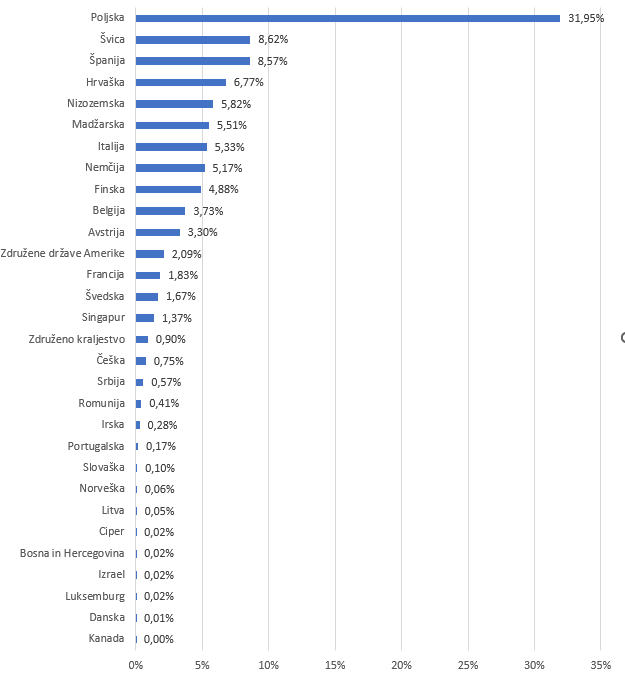 Poljska 31,95%
Švica 8,62%
Španija 8,57%
Hrvaška 6,77%
Nizozemska 5,82%
Madžarska 5,51%
Italija 5,33%
Nemčija 5,17%
Finska 4,88%
Belgija 3,73%
Avstrija 3,30%
Združene države Amerike 2,09%
Francija 1,83%
Švedska 1,67%
Singapur 1,37%
Združeno kraljestvo 0,90%
Češka 0,75%
Srbija 0,57%
Romunija 0,41%
Irska 0,28%
Portugalska 0,17%
Slovaška 0,10%
Norveška 0,06%
Litva 0,05%
Ciper 0,02%
Bosna in Hercegovina 0,02%
Izrael 0,02%
Luksemburg 0,02%
Danska 0,01%
Kanada 0,00%
0% 5% 10% 15% 20% 25% 30% 35%